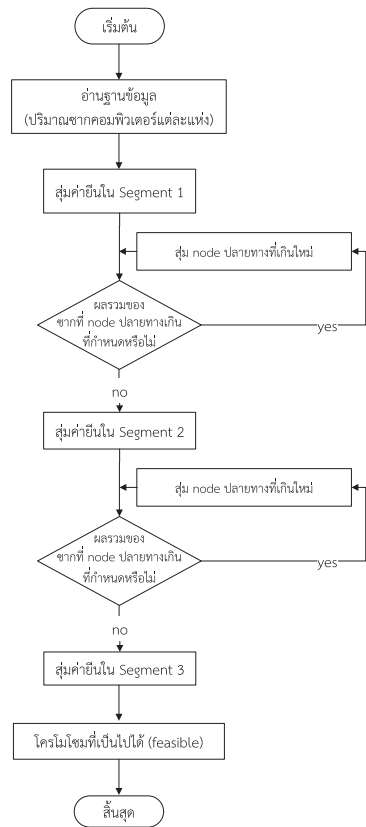 เริ่มต้น
อ่านฐานข้อมูล
(ปริมาณซากคอมพิวเตอร์แต่ละแห่ง)
สุ่มค่ายีนใน Segment 1
สุ่ม node ปลายทางที่เกินใหม่
ผลรวมของ
ซากที่ node ปลายทางเกิน
ที่กำหนดหรือไม่
yes
no
สุ่มค่ายีนใน Segment 2
สุ่ม node ปลายทางที่เกินใหม่
ผลรวมของ
ซากที่ node ปลายทางเกิน
ที่กำหนดหรือไม่
yes
no
สุ่มค่ายีนใน Segment 3
โครโมโซมที่เป็นไปได้ (feasible)
สิ้นสุด